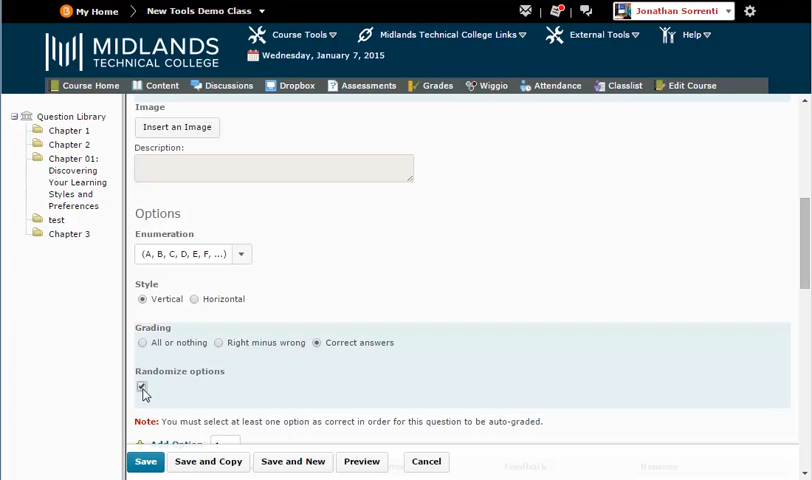 My Home New Tools Demo Class Jonathan Sorrenti
MIDLANDS
TECHNICAL COLLEGE
Course Tools Midlands Technical College Links External Tools Help
Wednesday, January 7, 2015
Course Home Content Discussions Dropbox Assessments Grades Wiggio Attendance Classlist Edit Course
Question Library
Chapter 1
Chapter 2
Chapter 01:
Discovering
Your Learning
Styles and
Preferences
test
Chapter 3
Image
Insert an Image
Description:
Options
Enumeration
(A, B, C, D, E, F, ...)
Style
Vertical Horizontal
Grading
All or nothing Right minus wrong Correct answers
Randomize options
Note: You must select at least one option as correct in order for this question to be auto-graded.
Add Option
Save Save and Copy Save and New Preview Cancel Feedback Remove